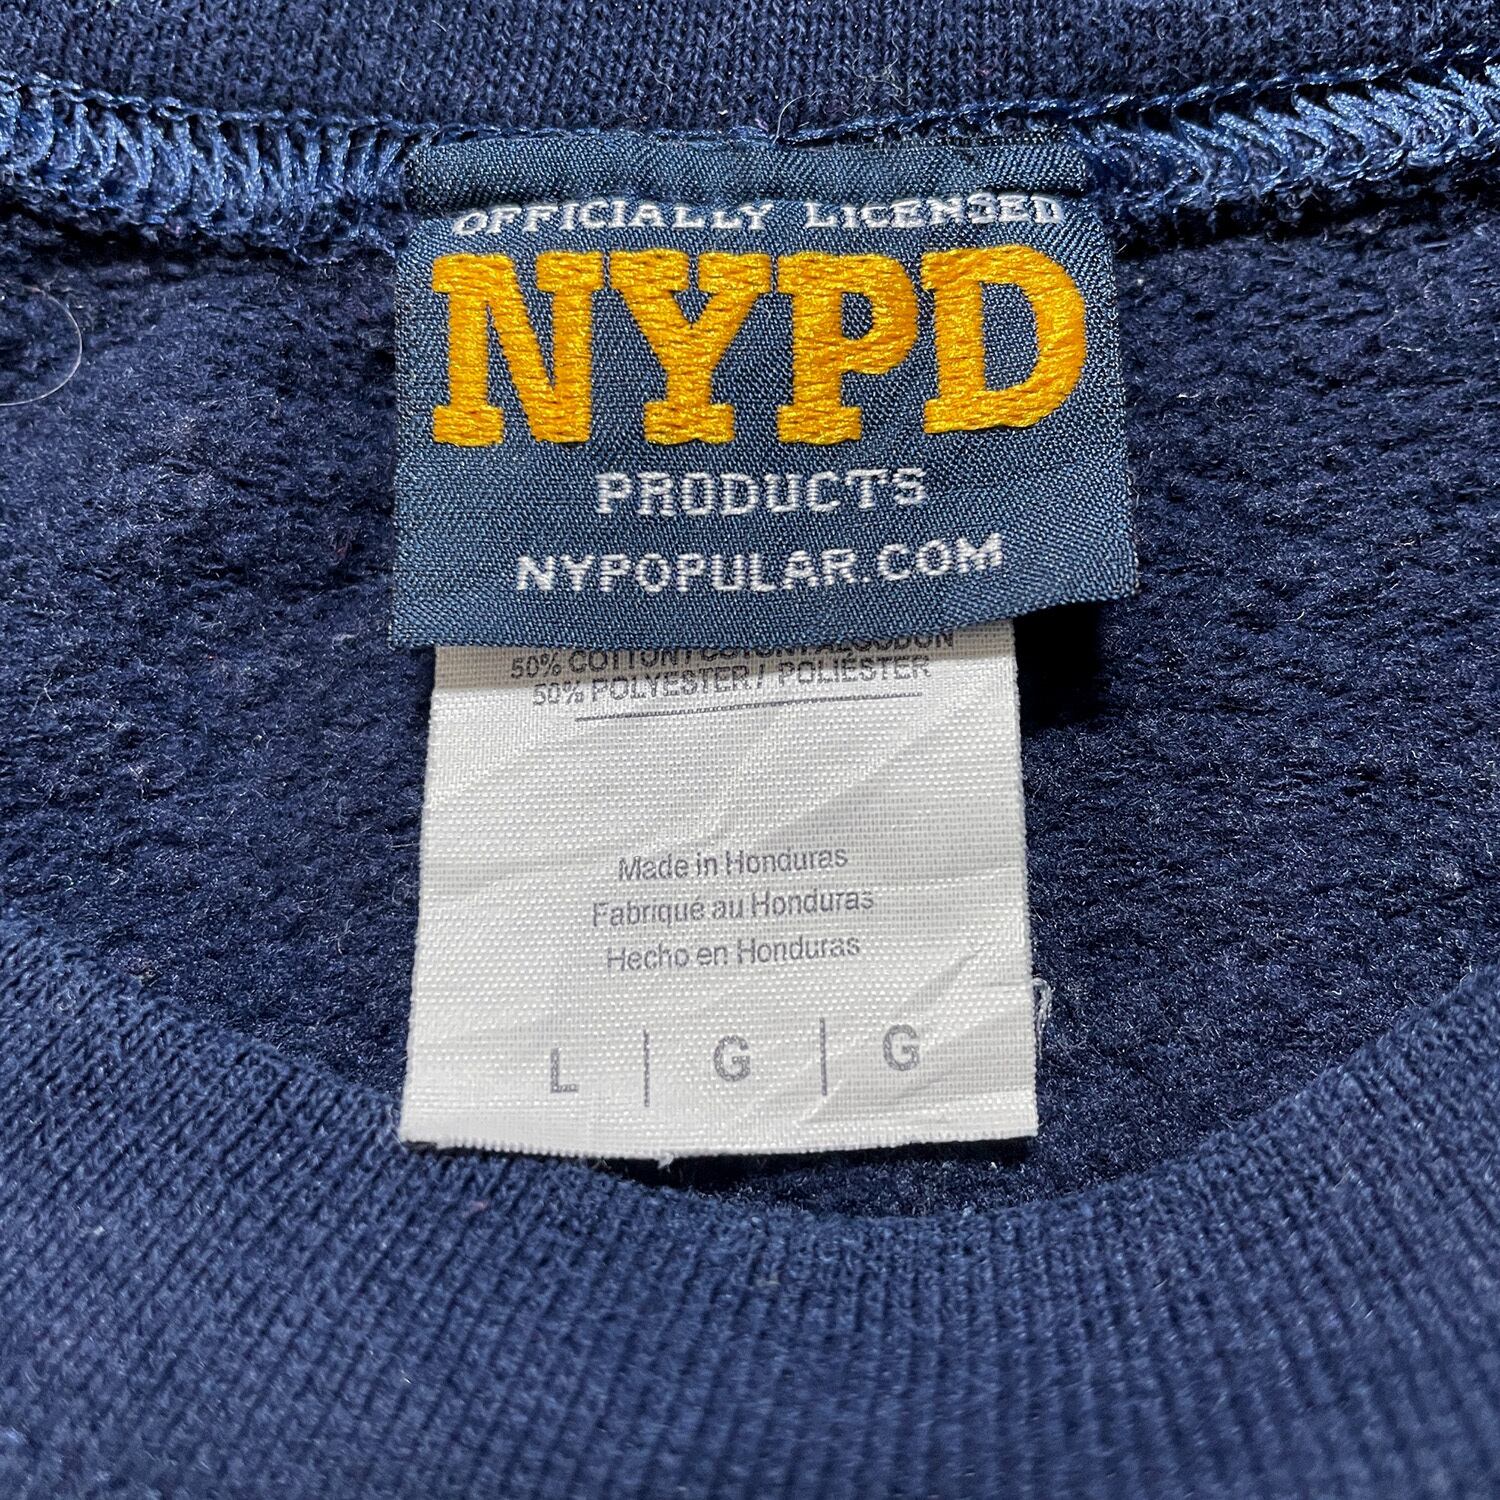 OFFICIALLY LICENSED
NYPD
PRODUCTS
NYPOPULAR.COM
50% COTTON / COTON / ALGODON
50% POLYESTER / POLIÉSTER
Made in Honduras
Fabriqué au Honduras
Hecho en Honduras
L | G | G